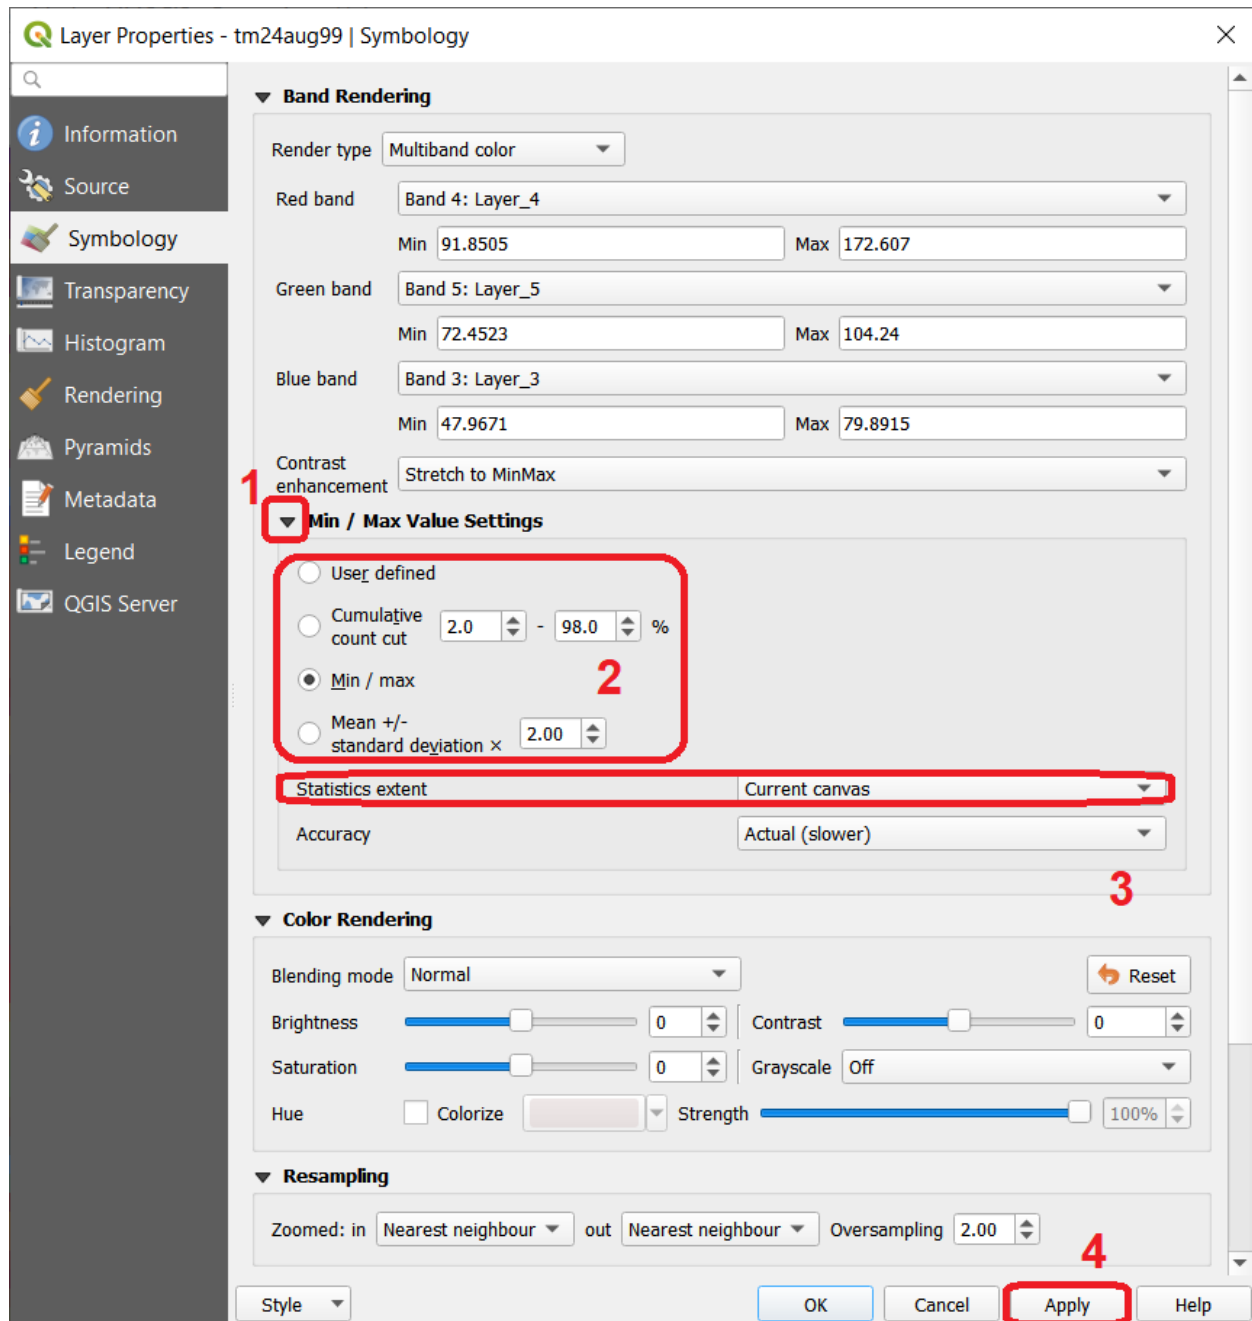 Layer Properties - tm24aug99 | Symbology
Information
Source
Symbology
Transparency
Histogram
Rendering
Pyramids
Metadata
Legend
QGIS Server
Band Rendering
Render type Multiband color
Red band Band 4: Layer_4
Min 91.8505 Max 172.607
Green band Band 5: Layer_5
Min 72.4523 Max 104.24
Blue band Band 3: Layer_3
Min 47.9671 Max 79.8915
Contrast
enhancement Stretch to MinMax
1
Min / Max Value Settings
User defined
Cumulative
count cut 2.0 - 98.0 %
Min / max 2
Mean +/-
standard deviation × 2.00
Statistics extent Current canvas
Accuracy Actual (slower)
3
Color Rendering
Blending mode Normal Reset
Brightness 0 Contrast 0
Saturation 0 Grayscale Off
Hue Colorize Strength 100%
Resampling
Zoomed: in Nearest neighbour out Nearest neighbour Oversampling 2.00
4
Style OK Cancel Apply Help